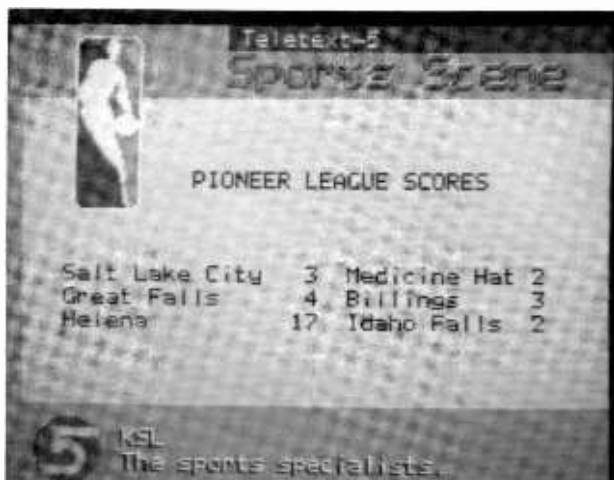 Teletext-5
Sports Scene
PIONEER LEAGUE SCORES
Salt Lake City 3 Medicine Hat 2
Great Falls 4 Billings 3
Helena 17 Idaho Falls 2
5 KSL
The sports specialists.